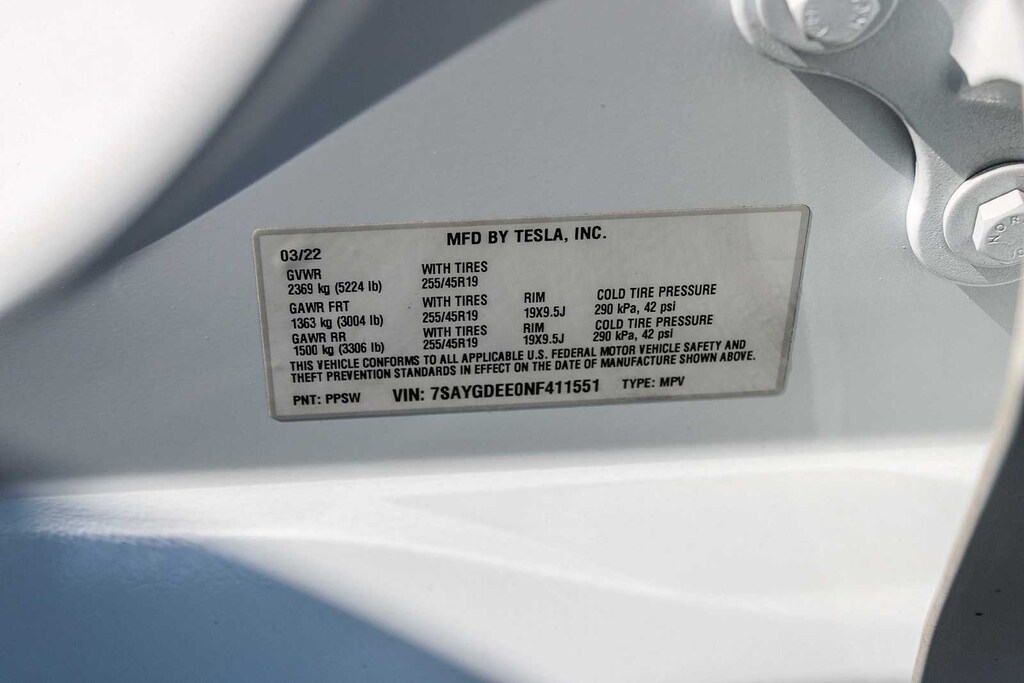 MFD BY TESLA, INC.
03/22
GVWR WITH TIRES
2369 kg (5224 lb) 255/45R19
GAWR FRT WITH TIRES RIM COLD TIRE PRESSURE
1363 kg (3004 lb) 255/45R19 19X9.5J 290 kPa, 42 psi
GAWR RR WITH TIRES RIM COLD TIRE PRESSURE
1500 kg (3306 lb) 255/45R19 19X9.5J 290 kPa, 42 psi
THIS VEHICLE CONFORMS TO ALL APPLICABLE U.S. FEDERAL MOTOR VEHICLE SAFETY AND
THEFT PREVENTION STANDARDS IN EFFECT ON THE DATE OF MANUFACTURE SHOWN ABOVE.
PNT: PPSW VIN: 7SAYGDEE0NF411551 TYPE: MPV